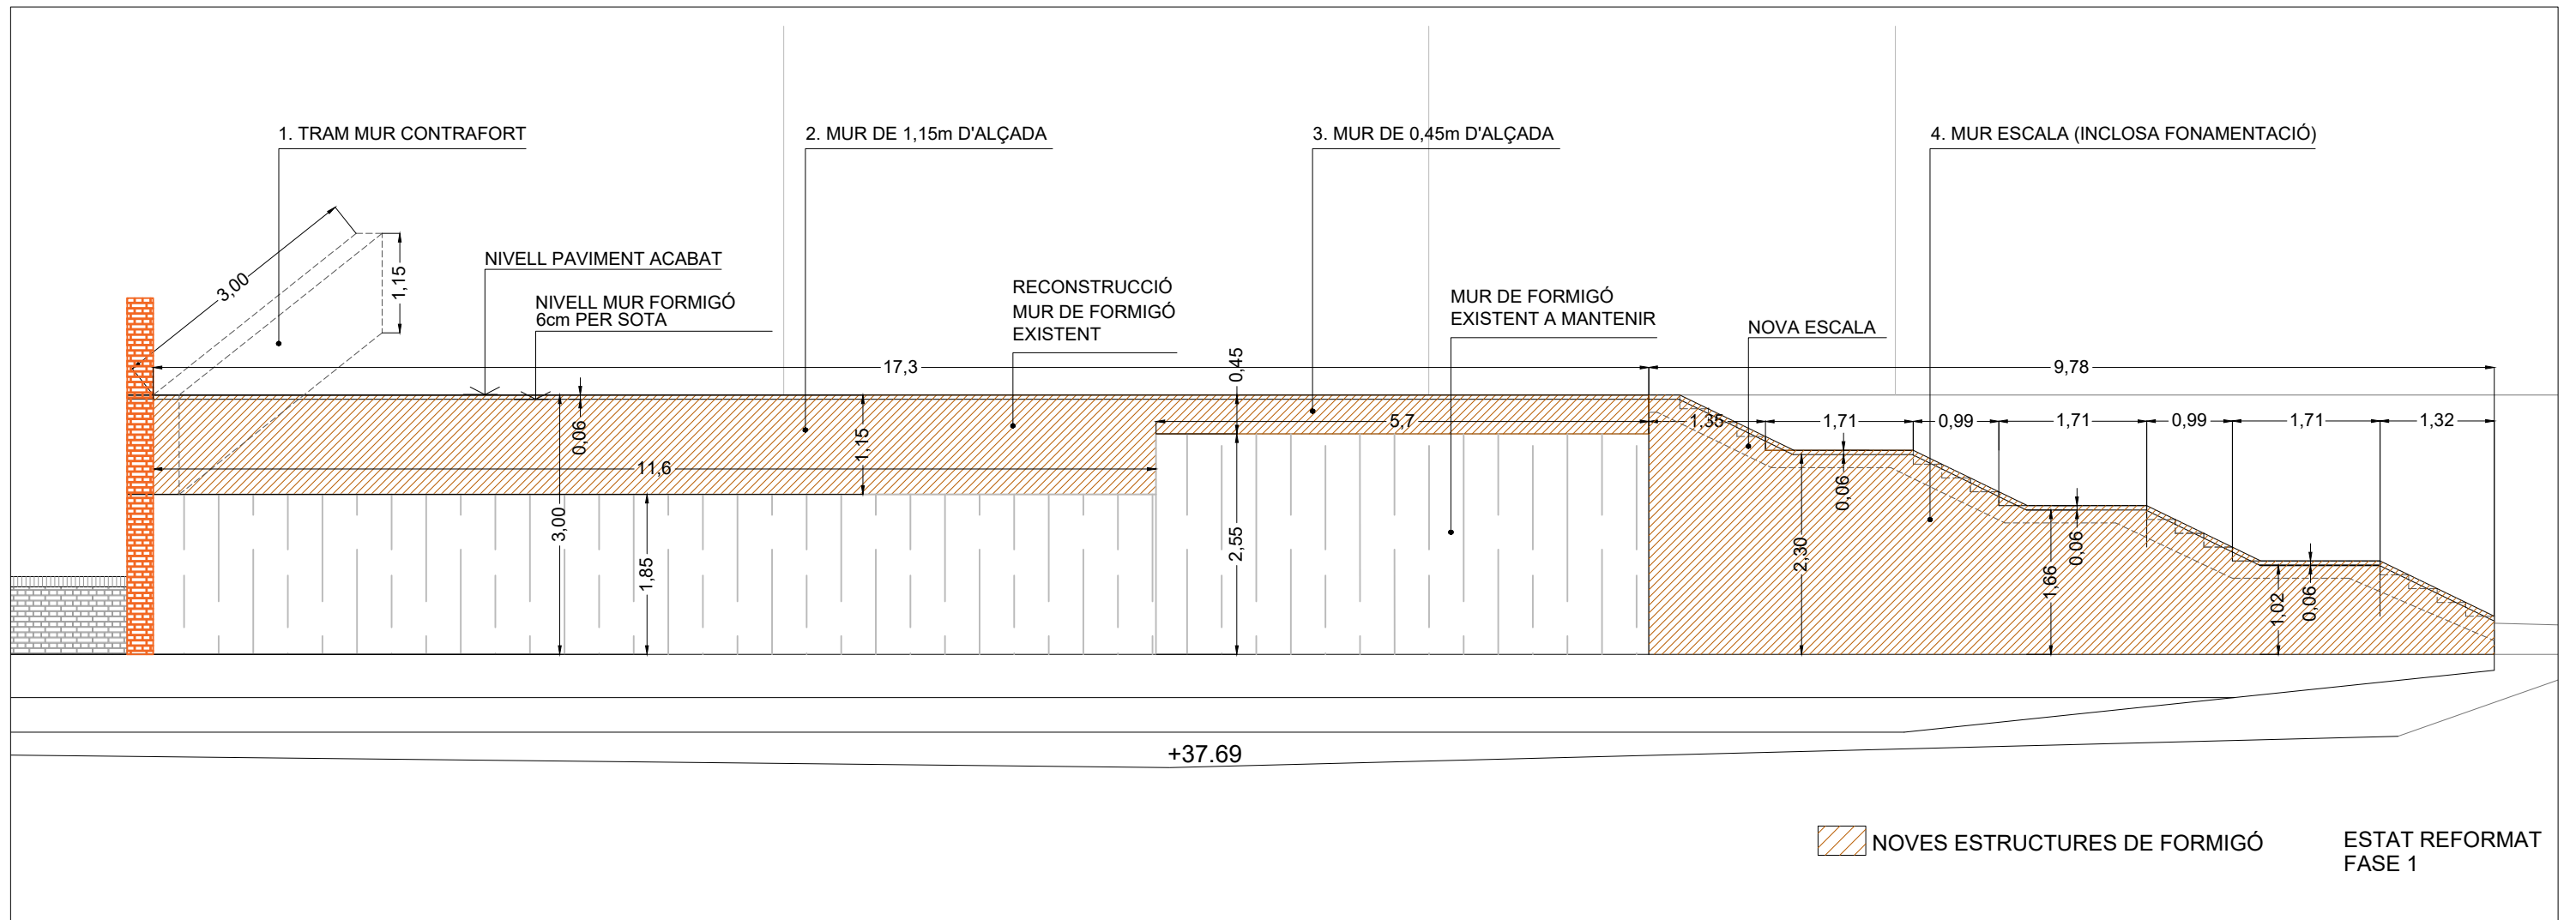 1. TRAM MUR CONTRAFORT
2. MUR DE 1,15m D'ALÇADA
3. MUR DE 0,45m D'ALÇADA
4. MUR ESCALA (INCLOSA FONAMENTACIÓ)
3,00
1,15
NIVELL PAVIMENT ACABAT
NIVELL MUR FORMIGÓ
6cm PER SOTA
RECONSTRUCCIÓ
MUR DE FORMIGÓ
EXISTENT
MUR DE FORMIGÓ
EXISTENT A MANTENIR
NOVA ESCALA
17,3
0,45
9,78
0,06
1,15
5,7
1,35
1,71
0,99
1,71
0,99
1,71
1,32
11,6
3,00
1,85
2,55
2,30
0,06
1,66
0,06
1,02
0,06
+37.69
NOVES ESTRUCTURES DE FORMIGÓ
ESTAT REFORMAT
FASE 1